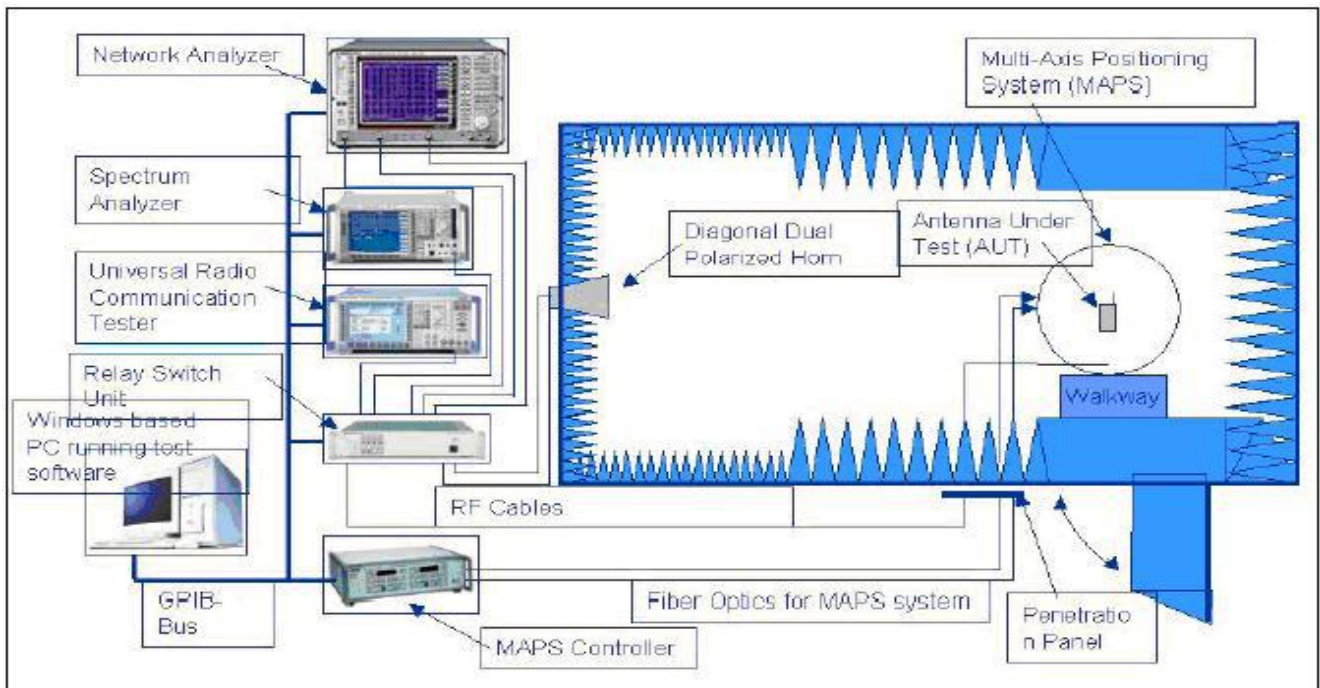 Network Analyzer
Multi-Axis Positioning
System (MAPS)
Spectrum
Analyzer
Diagonal Dual
Polarized Horn
Antenna Under
Test (AUT)
Universal Radio
Communication
Tester
Relay Switch
Unit
Walkway
Windows based
PC running test
software
RF Cables
GPIB-
Bus
Fiber Optics for MAPS system
Penetratio
n Panel
MAPS Controller